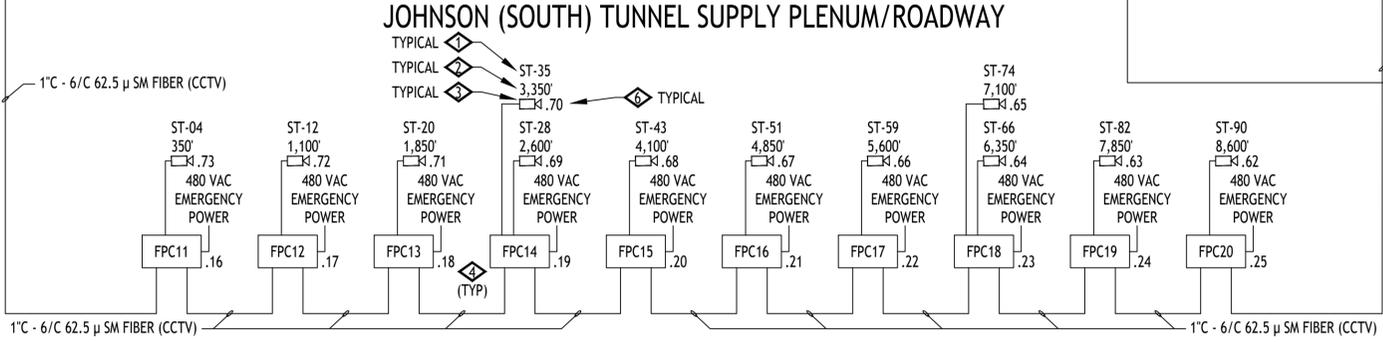 JOHNSON (SOUTH) TUNNEL SUPPLY PLENUM/ROADWAY
TYPICAL 1
TYPICAL 2
TYPICAL 3
6 TYPICAL
1"C - 6/C 62.5 µ SM FIBER (CCTV)
ST-35
3,350'
.70
ST-74
7,100'
.65
ST-04
350'
.73
480 VAC
EMERGENCY
POWER
FPC11
.16
ST-12
1,100'
.72
480 VAC
EMERGENCY
POWER
FPC12
.17
ST-20
1,850'
.71
480 VAC
EMERGENCY
POWER
FPC13
.18
4
(TYP)
ST-28
2,600'
.69
480 VAC
EMERGENCY
POWER
FPC14
.19
ST-43
4,100'
.68
480 VAC
EMERGENCY
POWER
FPC15
.20
ST-51
4,850'
.67
480 VAC
EMERGENCY
POWER
FPC16
.21
ST-59
5,600'
.66
480 VAC
EMERGENCY
POWER
FPC17
.22
ST-66
6,350'
.64
480 VAC
EMERGENCY
POWER
FPC18
.23
ST-82
7,850'
.63
480 VAC
EMERGENCY
POWER
FPC19
.24
ST-90
8,600'
.62
480 VAC
EMERGENCY
POWER
FPC20
.25
1"C - 6/C 62.5 µ SM FIBER (CCTV)
1"C - 6/C 62.5 µ SM FIBER (CCTV)